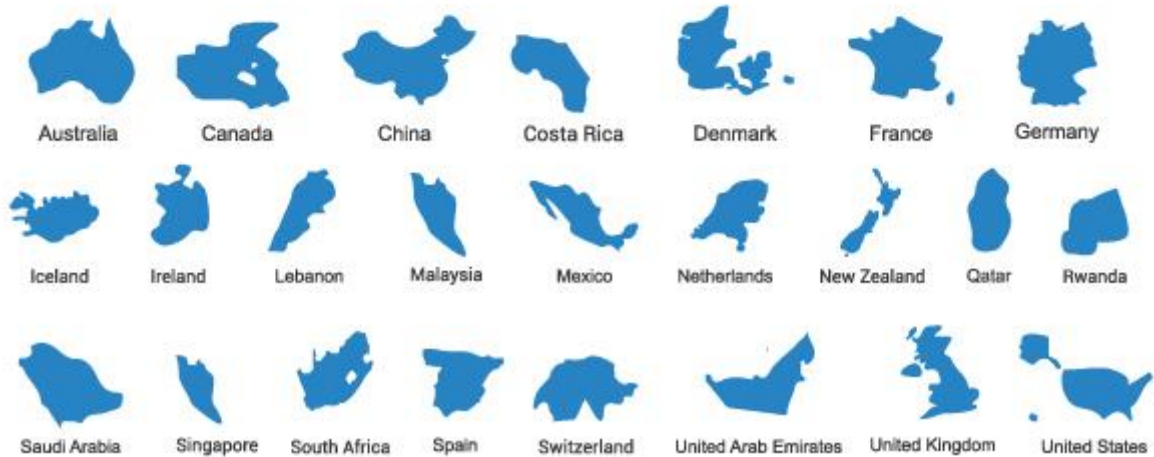 Australia Canada China Costa Rica Denmark France Germany
Iceland Ireland Lebanon Malaysia Mexico Netherlands New Zealand Qatar Rwanda
Saudi Arabia Singapore South Africa Spain Switzerland United Arab Emirates United Kingdom United States